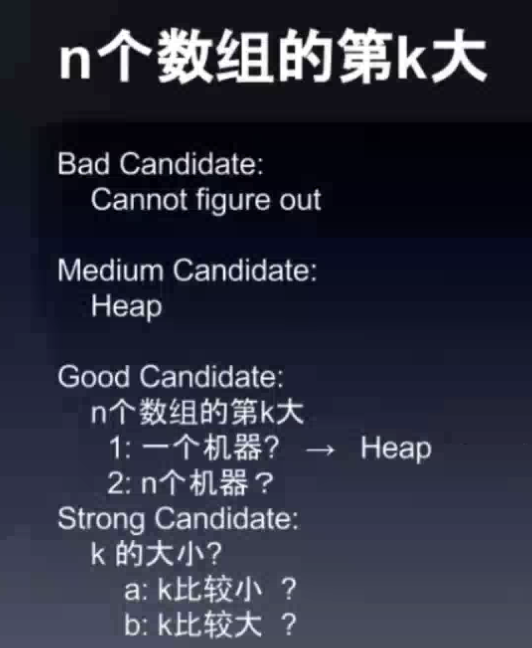 n个数组的第k大
Bad Candidate:
Cannot figure out
Medium Candidate:
Heap
Good Candidate:
n个数组的第k大
1: 一个机器? → Heap
2: n个机器？
Strong Candidate:
k 的大小?
a: k比较小 ？
b: k比较大 ？